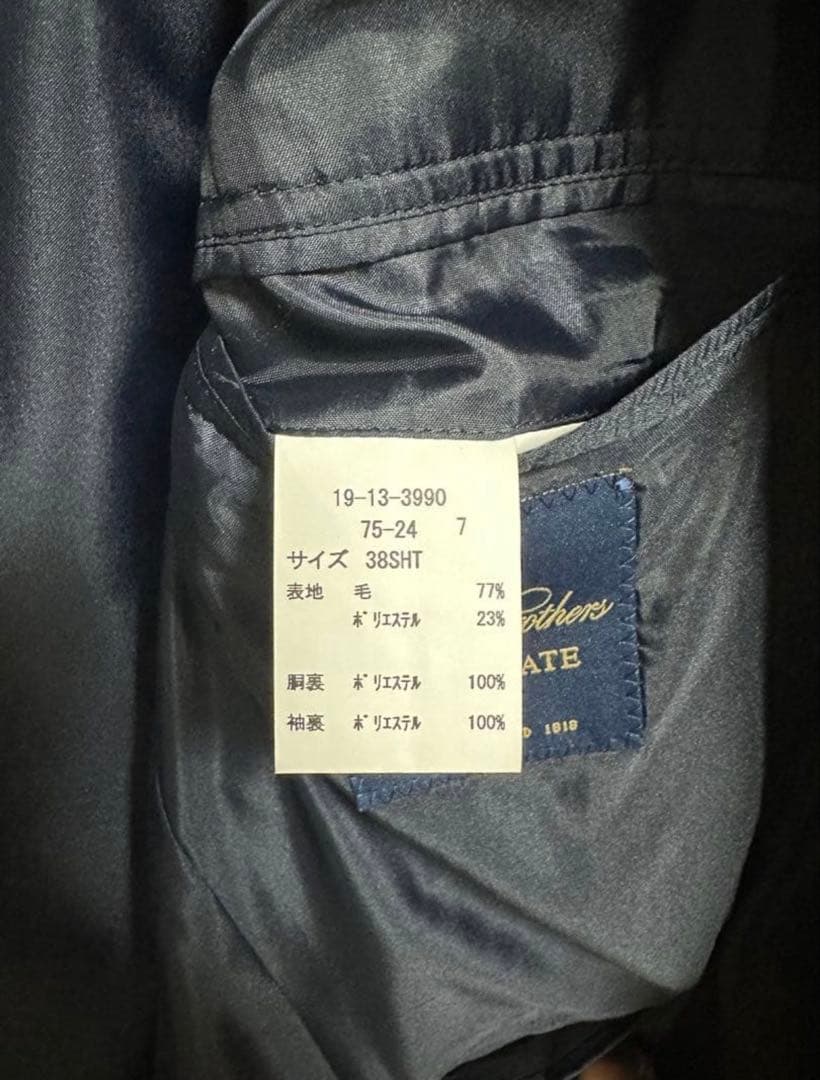 19-13-3990
75-24 7
サイズ 38SHT
表地 毛 77%
ポリエステル 23%
胴裏 ポリエステル 100%
袖裏 ポリエステル 100%
others
ATE
D 1818